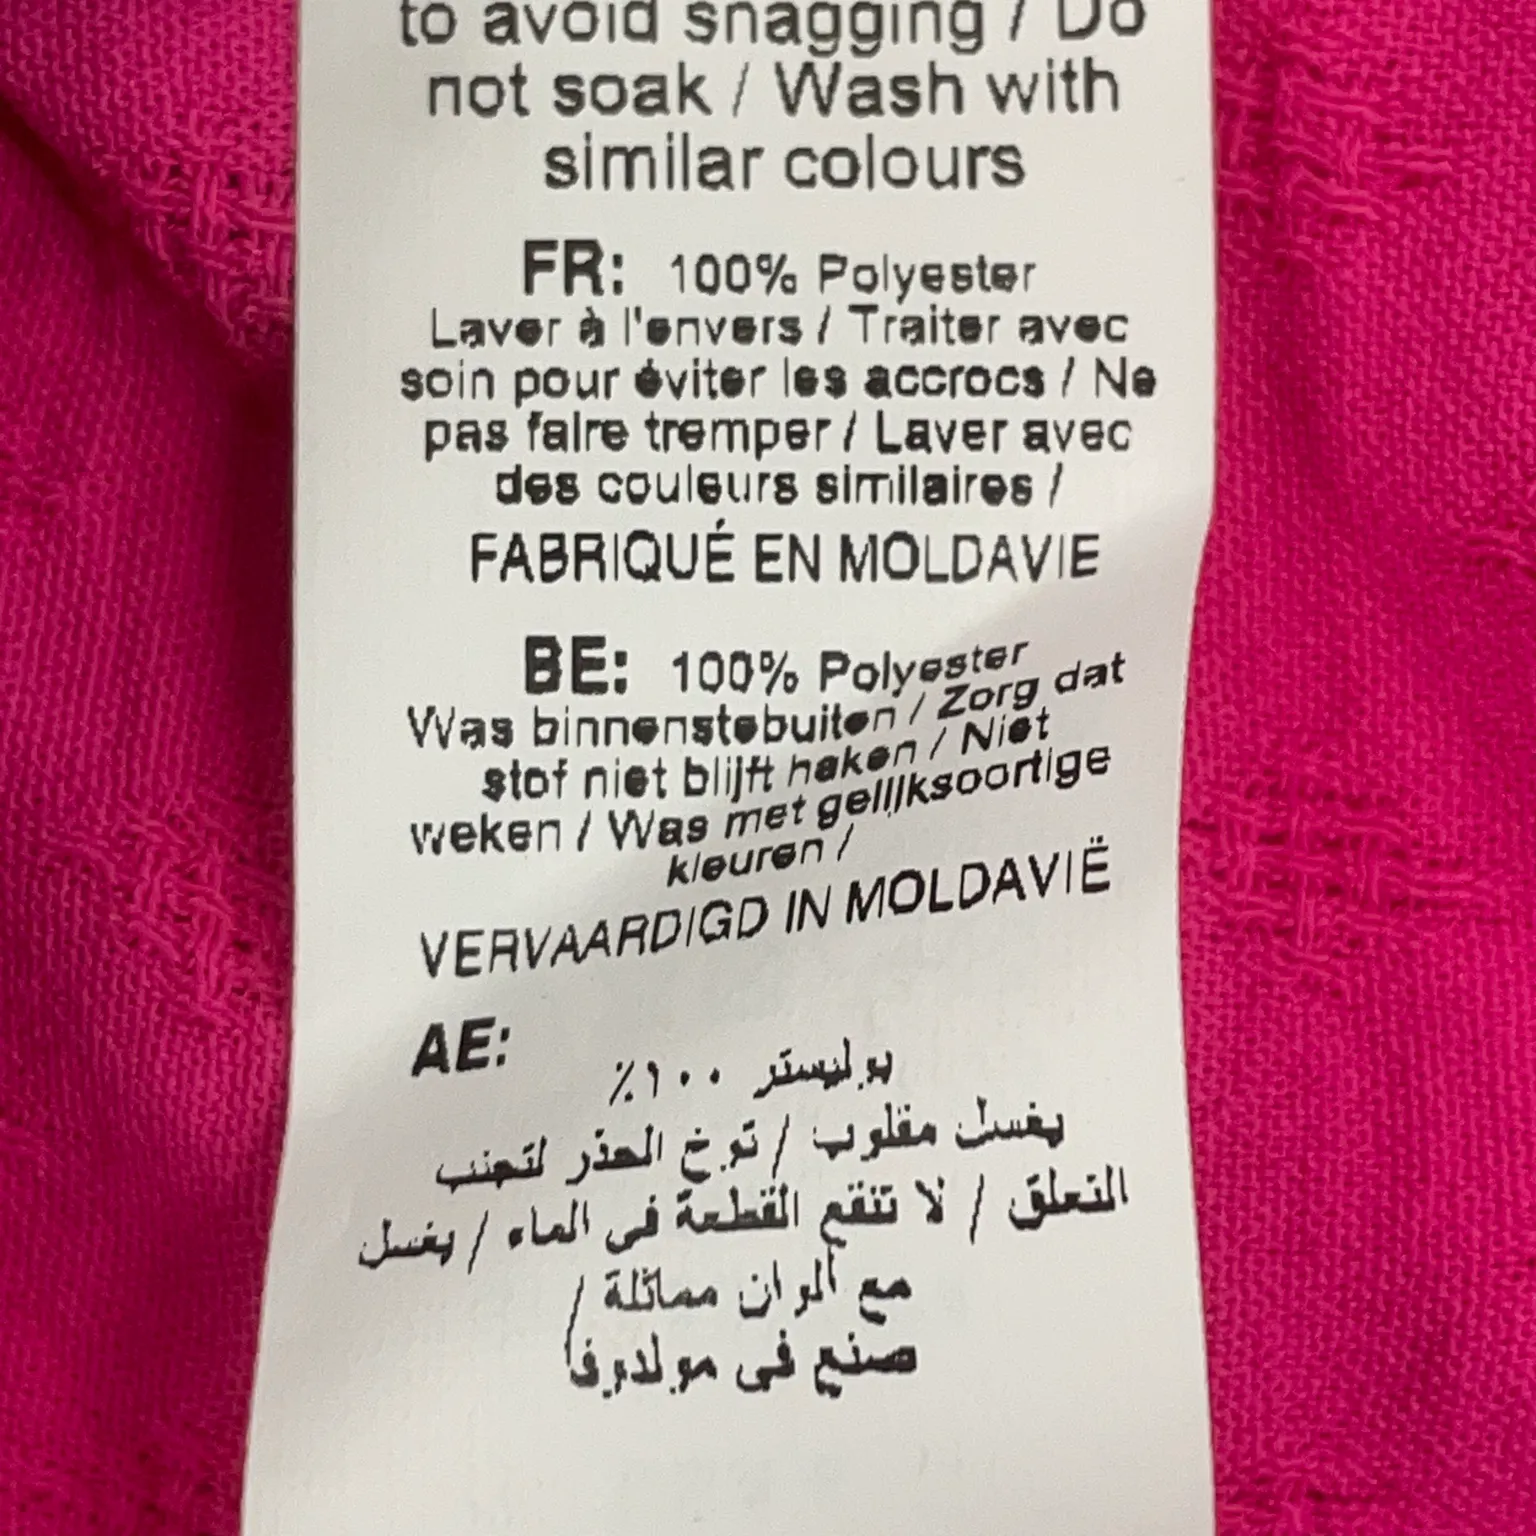 to avoid snagging / Do
not soak / Wash with
similar colours
FR: 100% Polyester
Laver à l'envers / Traiter avec
soin pour éviter les accrocs / Ne
pas faire tremper / Laver avec
des couleurs similaires /
FABRIQUÉ EN MOLDAVIE
BE: 100% Polyester
Was binnenstebuiten / Zorg dat
stof niet blijft haken / Niet
weken / Was met gelijksoortige
kleuren /
VERVAARDIGD IN MOLDAVIË
AE:
بوليستر ١٠٠٪
يغسل مقلوب / توخ الحذر لتجنب
التعلق / لا تنقع القطعة في الماء / يغسل
مع ألوان مماثلة /
صنع في مولدوفا